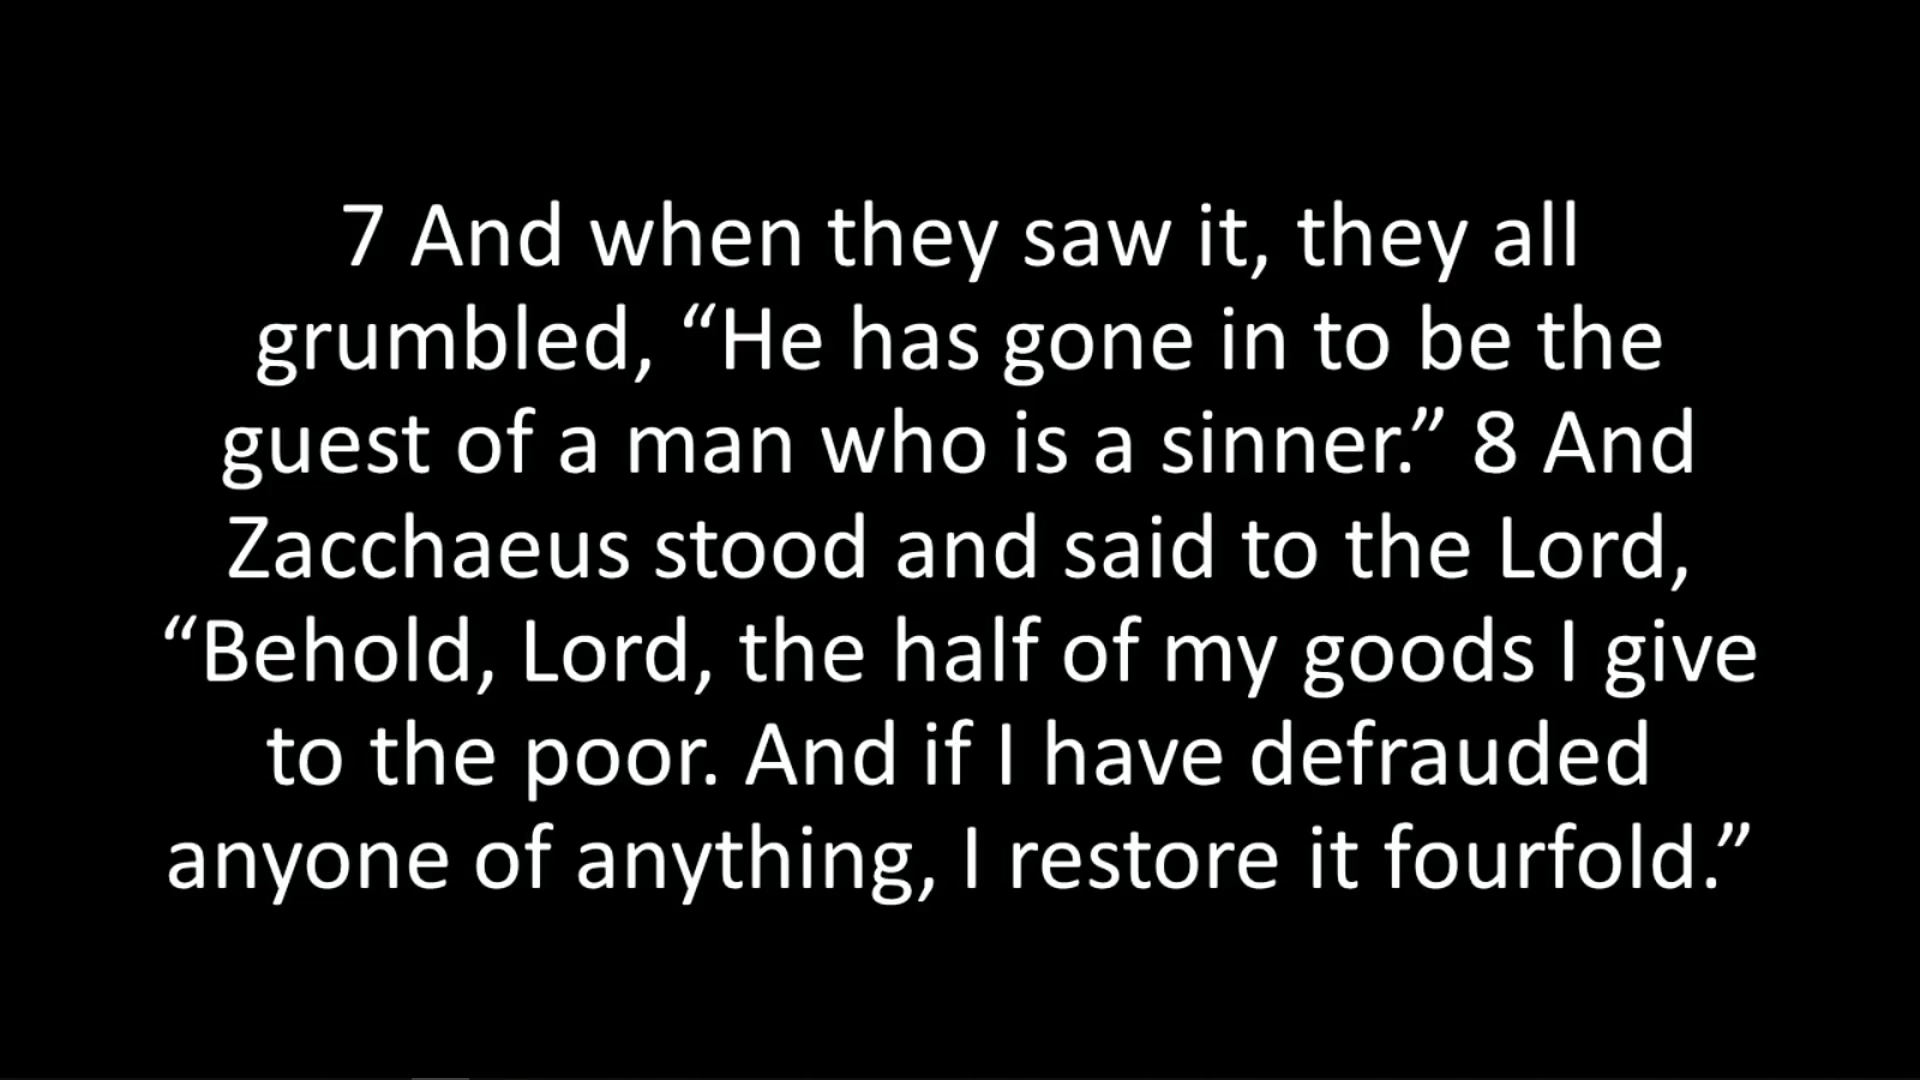 7 And when they saw it, they all
grumbled, “He has gone in to be the
guest of a man who is a sinner.” 8 And
Zacchaeus stood and said to the Lord,
“Behold, Lord, the half of my goods I give
to the poor. And if I have defrauded
anyone of anything, I restore it fourfold.”